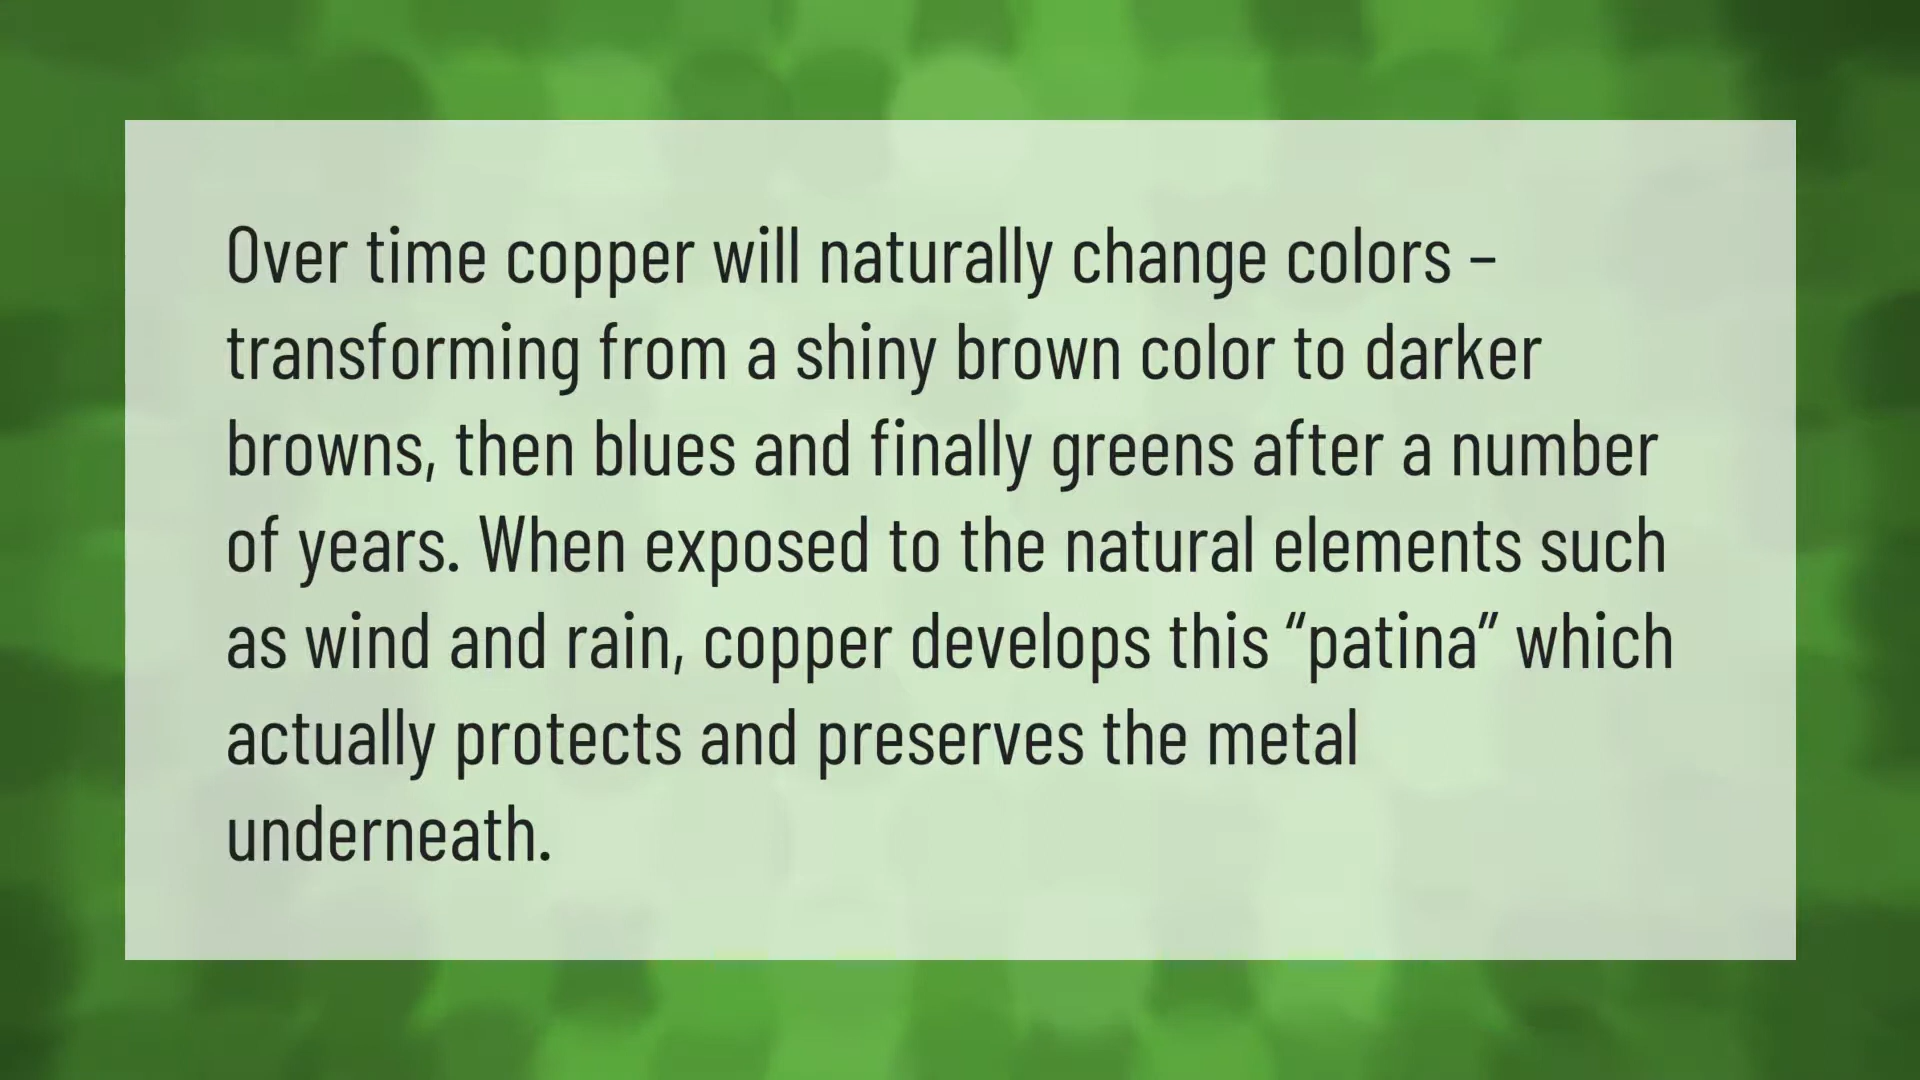 Over time copper will naturally change colors –
transforming from a shiny brown color to darker
browns, then blues and finally greens after a number
of years. When exposed to the natural elements such
as wind and rain, copper develops this “patina” which
actually protects and preserves the metal
underneath.